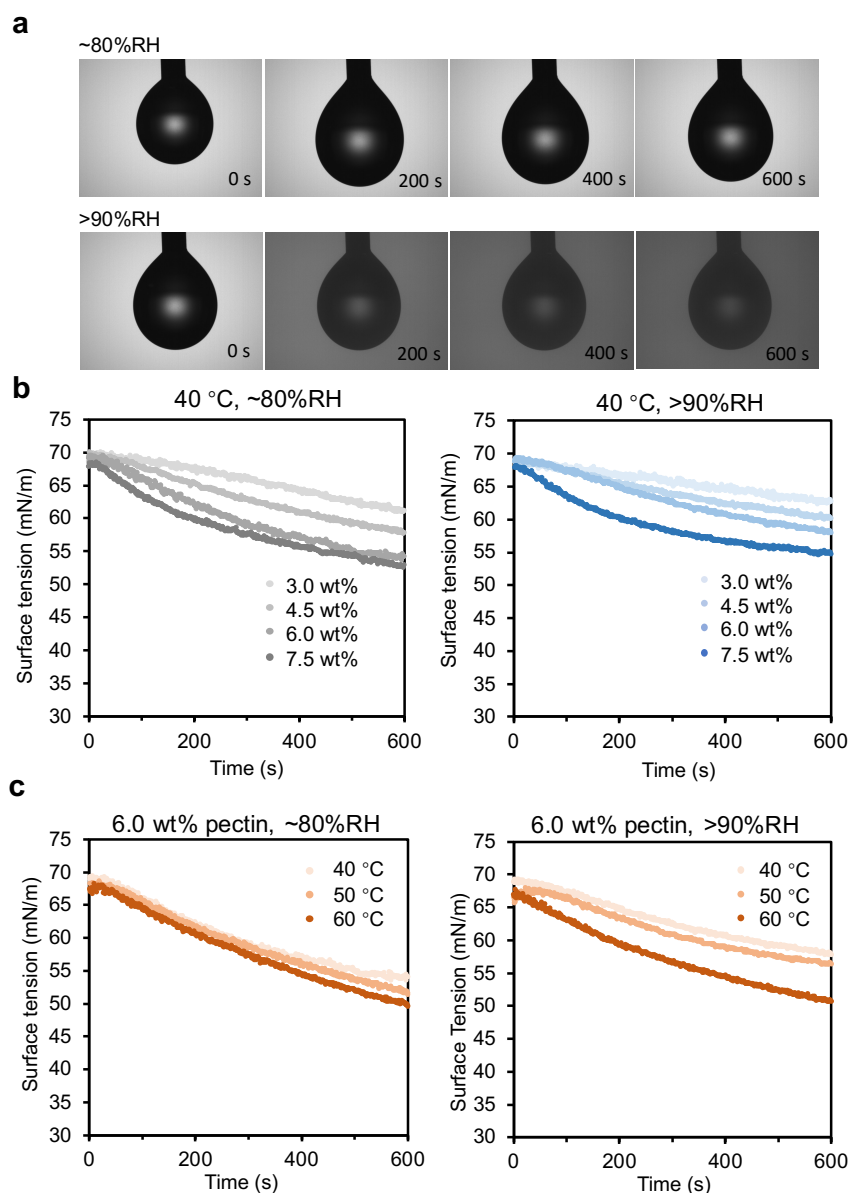 a
~80%RH
0 s
200 s
400 s
600 s
>90%RH
0 s
200 s
400 s
600 s
b
40 °C, ~80%RH
Surface tension (mN/m)
75
70
65
60
55
50
45
40
35
30
3.0 wt%
4.5 wt%
6.0 wt%
7.5 wt%
0 200 400 600
Time (s)
40 °C, >90%RH
Surface tension (mN/m)
75
70
65
60
55
50
45
40
35
30
3.0 wt%
4.5 wt%
6.0 wt%
7.5 wt%
0 200 400 600
Time (s)
c
6.0 wt% pectin, ~80%RH
Surface tension (mN/m)
75
70
65
60
55
50
45
40
35
30
40 °C
50 °C
60 °C
0 200 400 600
Time (s)
6.0 wt% pectin, >90%RH
Surface Tension (mN/m)
75
70
65
60
55
50
45
40
35
30
40 °C
50 °C
60 °C
0 200 400 600
Time (s)